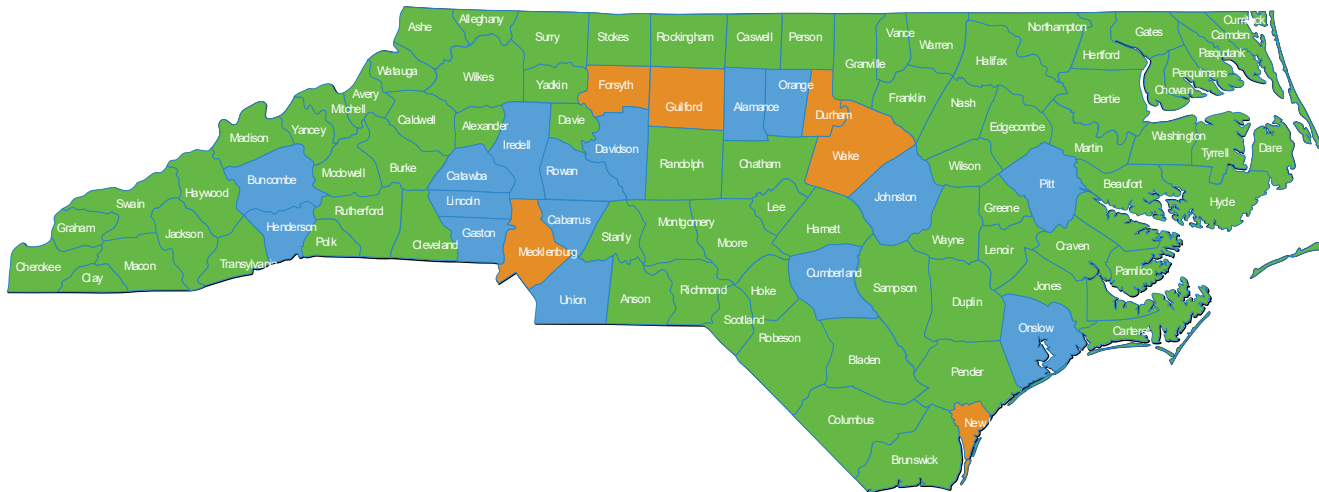 Ashe
Alleghany
Surry
Stokes
Rockingham
Caswell
Person
Granville
Vance
Warren
Northampton
Gates
Currituck
Camden
Pasquotank
Perquimans
Chowan
Hertford
Halifax
Bertie
Watauga
Wilkes
Yadkin
Forsyth
Guilford
Alamance
Orange
Durham
Franklin
Nash
Edgecombe
Martin
Washington
Tyrrell
Dare
Avery
Mitchell
Yancey
Madison
Caldwell
Alexander
Iredell
Davie
Davidson
Randolph
Chatham
Wake
Wilson
Pitt
Beaufort
Hyde
Buncombe
Mcdowell
Burke
Catawba
Rowan
Lincoln
Johnston
Greene
Haywood
Swain
Graham
Jackson
Henderson
Rutherford
Polk
Cleveland
Gaston
Cabarrus
Mecklenburg
Stanly
Montgomery
Moore
Lee
Harnett
Wayne
Lenoir
Craven
Pamlico
Cherokee
Clay
Macon
Transylvania
Union
Anson
Richmond
Hoke
Cumberland
Sampson
Duplin
Jones
Scotland
Robeson
Onslow
Carteret
Bladen
Pender
Columbus
New
Brunswick